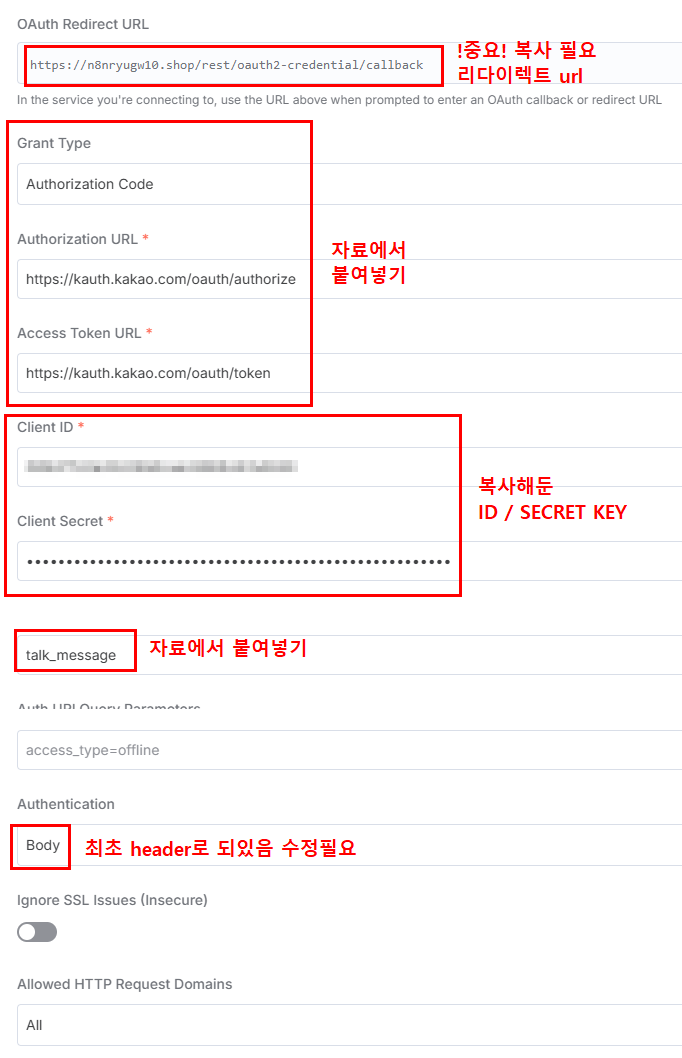 OAuth Redirect URL
https://n8nryugw10.shop/rest/oauth2-credential/callback
!중요! 복사 필요
리다이렉트 url
In the service you're connecting to, use the URL above when prompted to enter an OAuth callback or redirect URL
Grant Type
Authorization Code
Authorization URL *
자료에서
붙여넣기
https://kauth.kakao.com/oauth/authorize
Access Token URL *
https://kauth.kakao.com/oauth/token
Client ID *
복사해둔
ID / SECRET KEY
Client Secret *
talk_message
자료에서 붙여넣기
Auth URI Query Parameters
access_type=offline
Authentication
Body
최초 header로 되있음 수정필요
Ignore SSL Issues (Insecure)
Allowed HTTP Request Domains
All